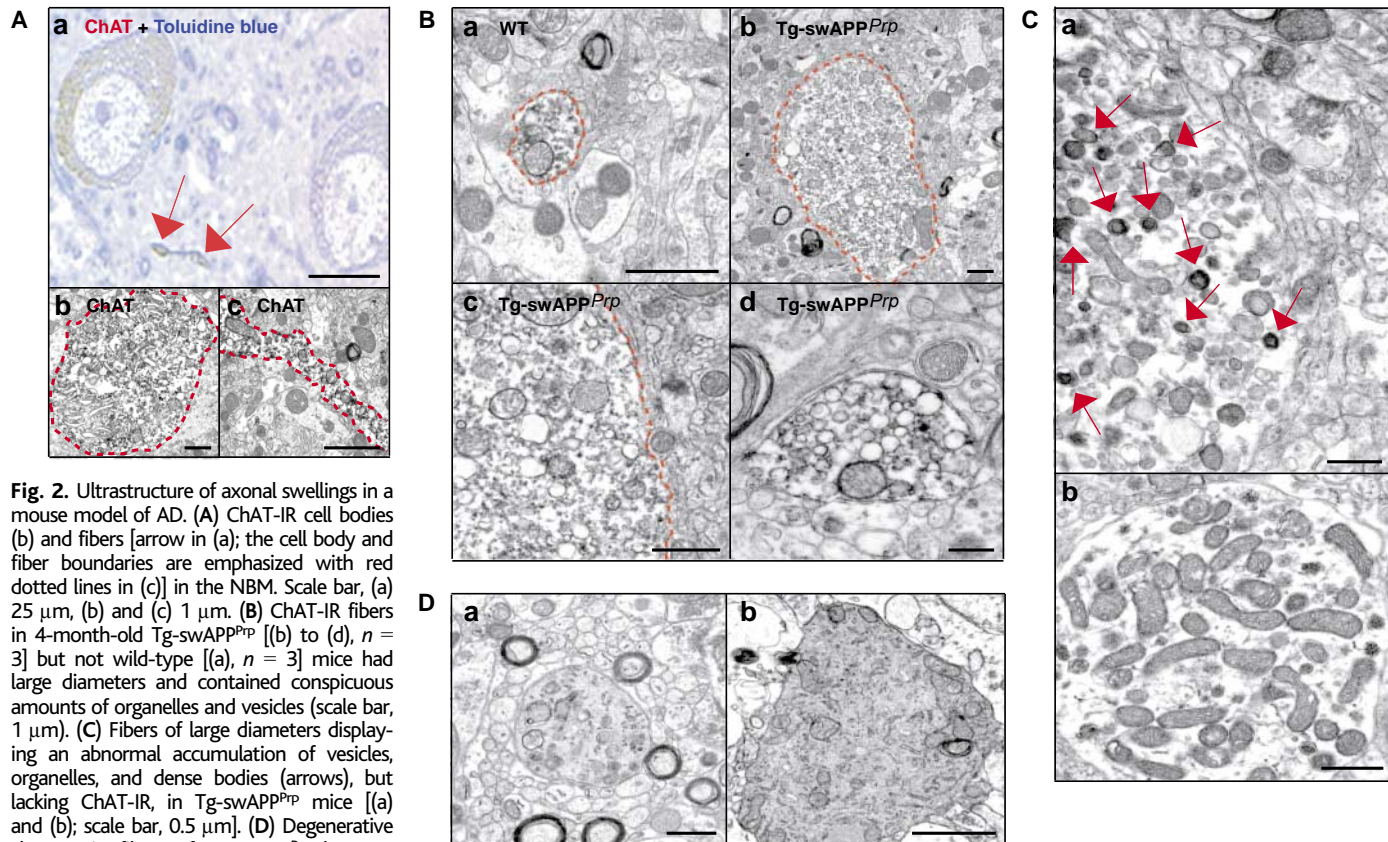 A
a ChAT + Toluidine blue
b ChAT
c ChAT
B
a WT
b Tg-swAPPPrp
c Tg-swAPPPrp
d Tg-swAPPPrp
C
a
b
D
a
b
Fig. 2. Ultrastructure of axonal swellings in a
mouse model of AD. (A) ChAT-IR cell bodies
(b) and fibers [arrow in (a); the cell body and
fiber boundaries are emphasized with red
dotted lines in (c)] in the NBM. Scale bar, (a)
25 μm, (b) and (c) 1 μm. (B) ChAT-IR fibers
in 4-month-old Tg-swAPPPrp [(b) to (d), n =
3] but not wild-type [(a), n = 3] mice had
large diameters and contained conspicuous
amounts of organelles and vesicles (scale bar,
1 μm). (C) Fibers of large diameters display-
ing an abnormal accumulation of vesicles,
organelles, and dense bodies (arrows), but
lacking ChAT-IR, in Tg-swAPPPrp mice [(a)
and (b); scale bar, 0.5 μm]. (D) Degenerative